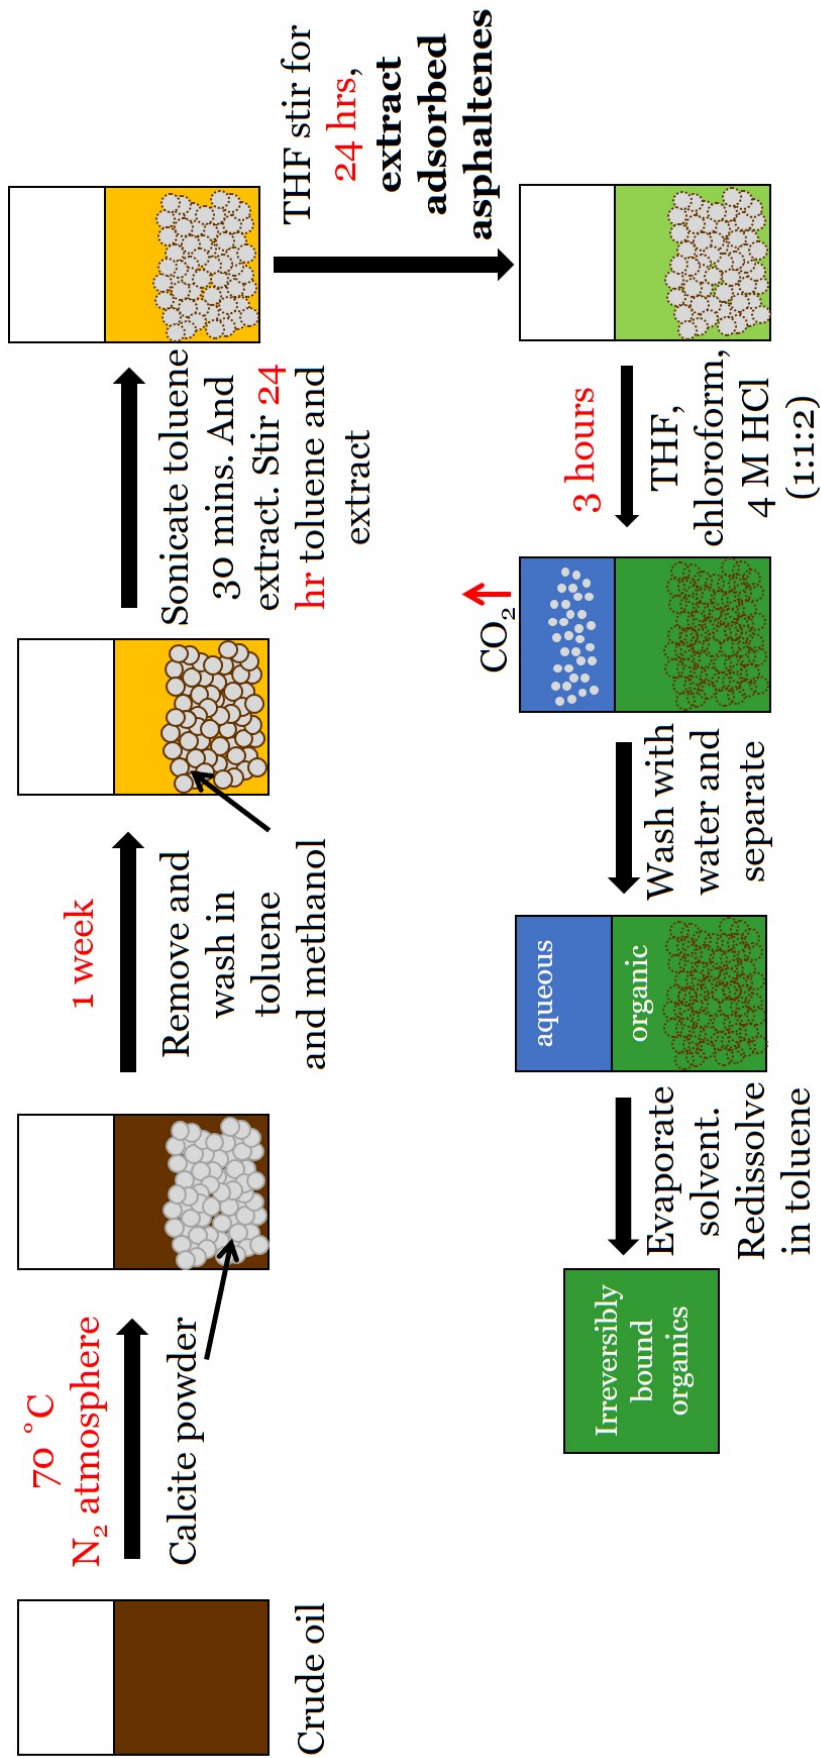 Crude oil
70 °C
N₂ atmosphere
Calcite powder
1 week
Remove and
wash in
toluene
and methanol
Sonicate toluene
30 mins. And
extract. Stir 24
hr toluene and
extract
THF stir for
24 hrs,
extract
adsorbed
asphaltenes
3 hours
THF,
chloroform,
4 M HCl
(1:1:2)
CO₂
Wash with
water and
separate
aqueous
organic
Evaporate
solvent.
Redissolve
in toluene
Irreversibly
bound
organics